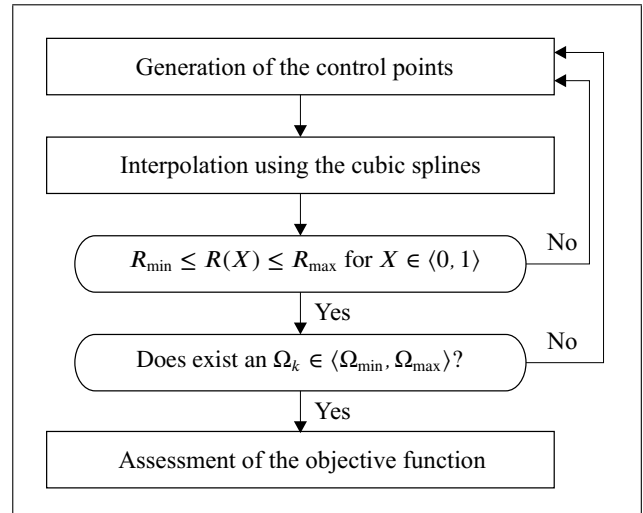 Generation of the control points
Interpolation using the cubic splines
R_min ≤ R(X) ≤ R_max for X ∈ ⟨0, 1⟩
No
Yes
Does exist an Ω_k ∈ ⟨Ω_min, Ω_max⟩?
No
Yes
Assessment of the objective function